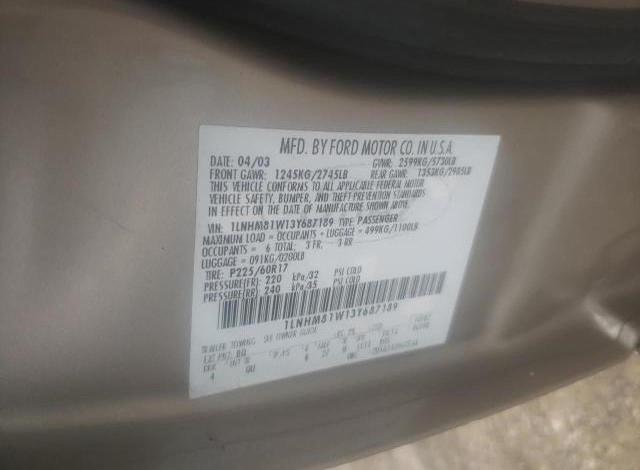 MFD. BY FORD MOTOR CO. IN U.S.A.
DATE: 04/03 GVWR: 2599KG/5730LB
FRONT GAWR: 1245KG/2745LB REAR GAWR: 1353KG/2985LB
THIS VEHICLE CONFORMS TO ALL APPLICABLE FEDERAL MOTOR
VEHICLE SAFETY, BUMPER, AND THEFT PREVENTION STANDARDS
IN EFFECT ON THE DATE OF MANUFACTURE SHOWN ABOVE.
VIN: 1LNHM81W13Y687189 TYPE: PASSENGER
MAXIMUM LOAD = OCCUPANTS + LUGGAGE = 499KG/1100LB
OCCUPANTS = 6 TOTAL: 3 FR. 3 RR
LUGGAGE = 091KG/0200LB
TIRE: P225/60R17
PRESSURE(FR): 220 kPa/32 PSI COLD
PRESSURE(RR) 240 kPa/35 PSI COLD
1LNHM81W13Y687189
TRAILER TOWING OWNER GUIDE